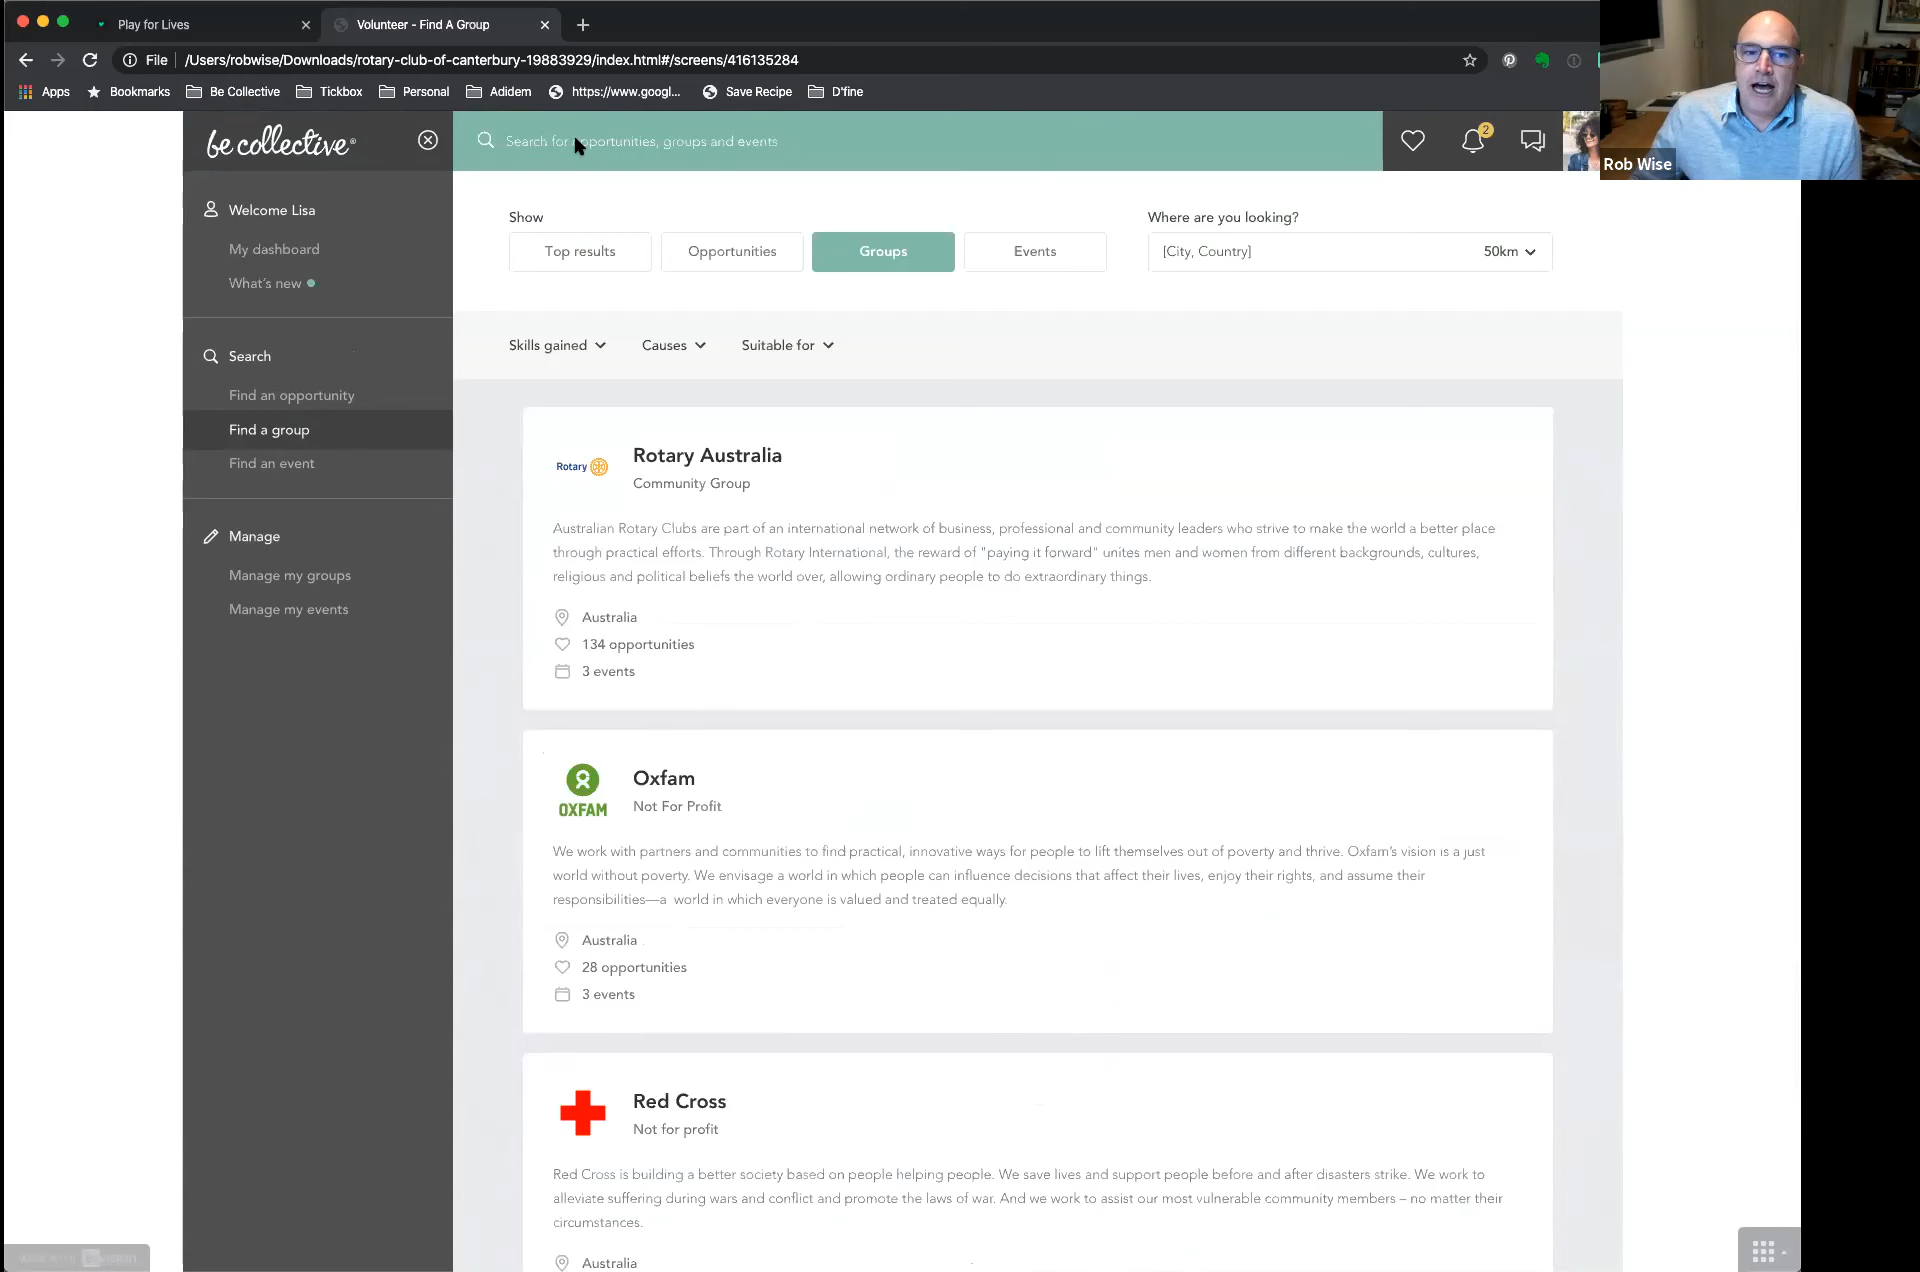 Play for Lives
Volunteer - Find A Group
File
/Users/robwise/Downloads/rotary-club-of-canterbury-19883929/index.html#/screens/416135284
Apps
Bookmarks
Be Collective
Tickbox
Personal
Adidem
https://www.googl...
Save Recipe
D'fine
Rob Wise
be collective®
Search for opportunities, groups and events
2
Welcome Lisa
My dashboard
What's new
Search
Find an opportunity
Find a group
Find an event
Manage
Manage my groups
Manage my events
Show
Top results
Opportunities
Groups
Events
Where are you looking?
[City, Country]
50km
Skills gained
Causes
Suitable for
Rotary
Rotary Australia
Community Group
Australian Rotary Clubs are part of an international network of business, professional and community leaders who strive to make the world a better place
through practical efforts. Through Rotary International, the reward of "paying it forward" unites men and women from different backgrounds, cultures,
religious and political beliefs the world over, allowing ordinary people to do extraordinary things.
Australia
134 opportunities
3 events
OXFAM
Oxfam
Not For Profit
We work with partners and communities to find practical, innovative ways for people to lift themselves out of poverty and thrive. Oxfam's vision is a just
world without poverty. We envisage a world in which people can influence decisions that affect their lives, enjoy their rights, and assume their
responsibilities—a world in which everyone is valued and treated equally.
Australia
28 opportunities
3 events
Red Cross
Not for profit
Red Cross is building a better society based on people helping people. We save lives and support people before and after disasters strike. We work to
alleviate suffering during wars and conflict and promote the laws of war. And we work to assist our most vulnerable community members – no matter their
circumstances.
Australia